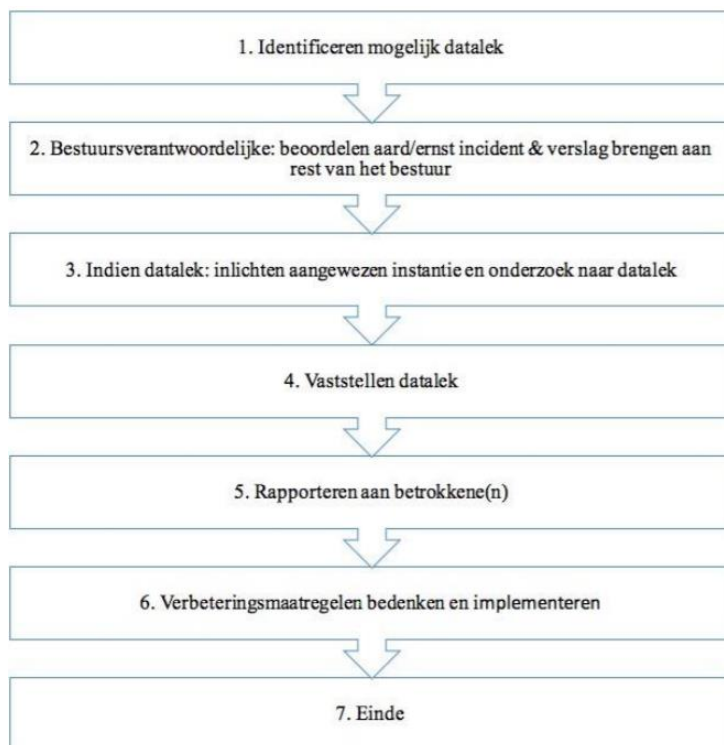 1. Identificeren mogelijk datalek
2. Bestuursverantwoordelijke: beoordelen aard/ernst incident & verslag brengen aan
rest van het bestuur
3. Indien datalek: inlichten aangewezen instantie en onderzoek naar datalek
4. Vaststellen datalek
5. Rapporteren aan betrokkene(n)
6. Verbeteringsmaatregelen bedenken en implementeren
7. Einde